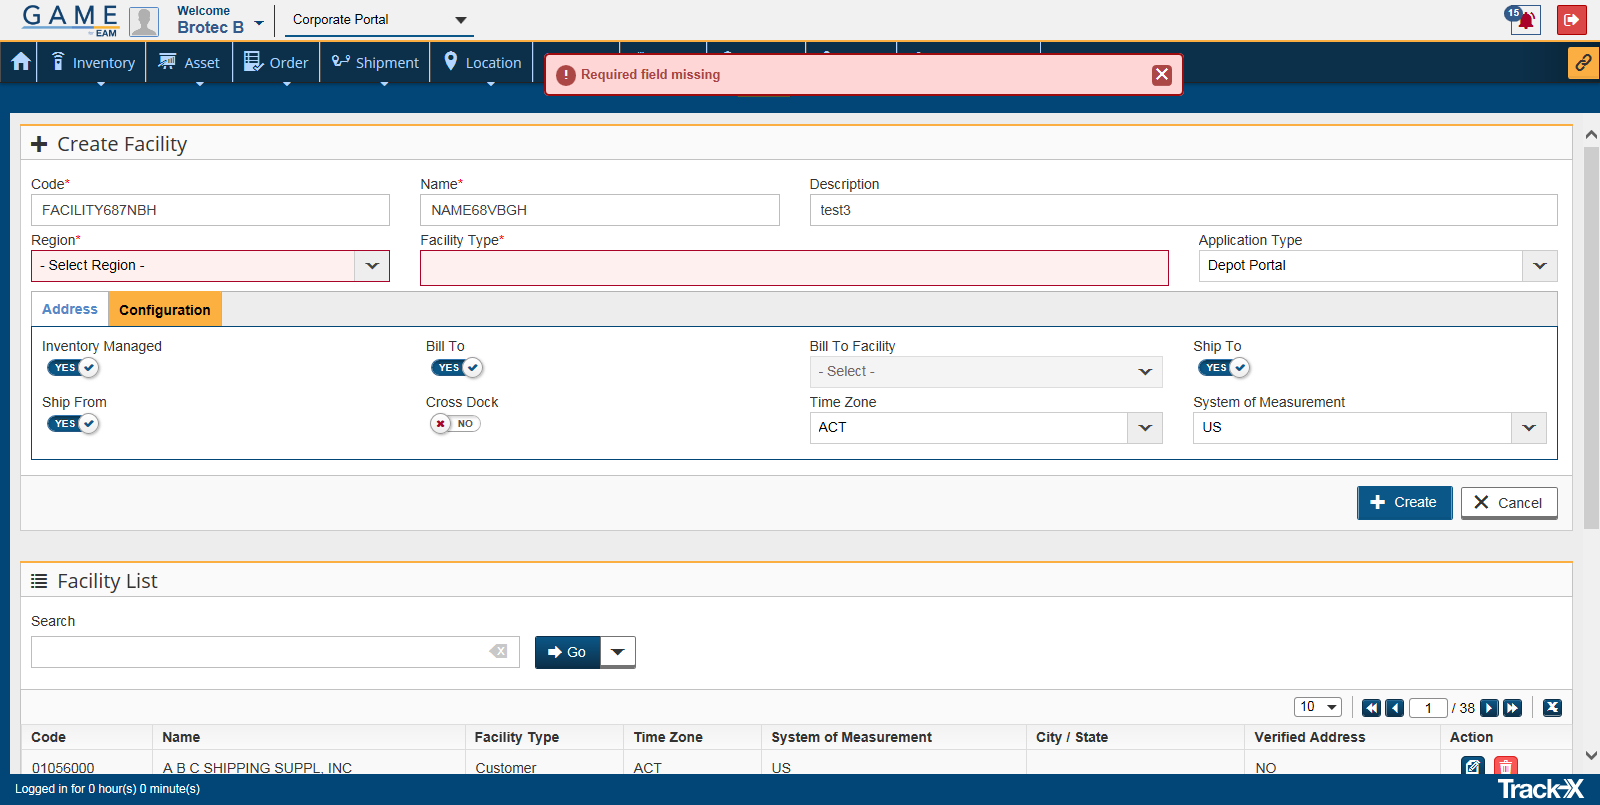 GAME
BY EAM
Welcome
Brotec B
Corporate Portal
15
Inventory
Asset
Order
Shipment
Location
Required field missing
Create Facility
Code*
Name*
Description
FACILITY687NBH
NAME68VBGH
test3
Region*
Facility Type*
Application Type
- Select Region -
Depot Portal
Address
Configuration
Inventory Managed
Bill To
Bill To Facility
Ship To
YES
YES
- Select -
YES
Ship From
Cross Dock
Time Zone
System of Measurement
YES
NO
ACT
US
Create
Cancel
Facility List
Search
Go
10
1
/ 38
Code
Name
Facility Type
Time Zone
System of Measurement
City / State
Verified Address
Action
01056000
A B C SHIPPING SUPPL, INC
Customer
ACT
US
NO
Logged in for 0 hour(s) 0 minute(s)
Track-X